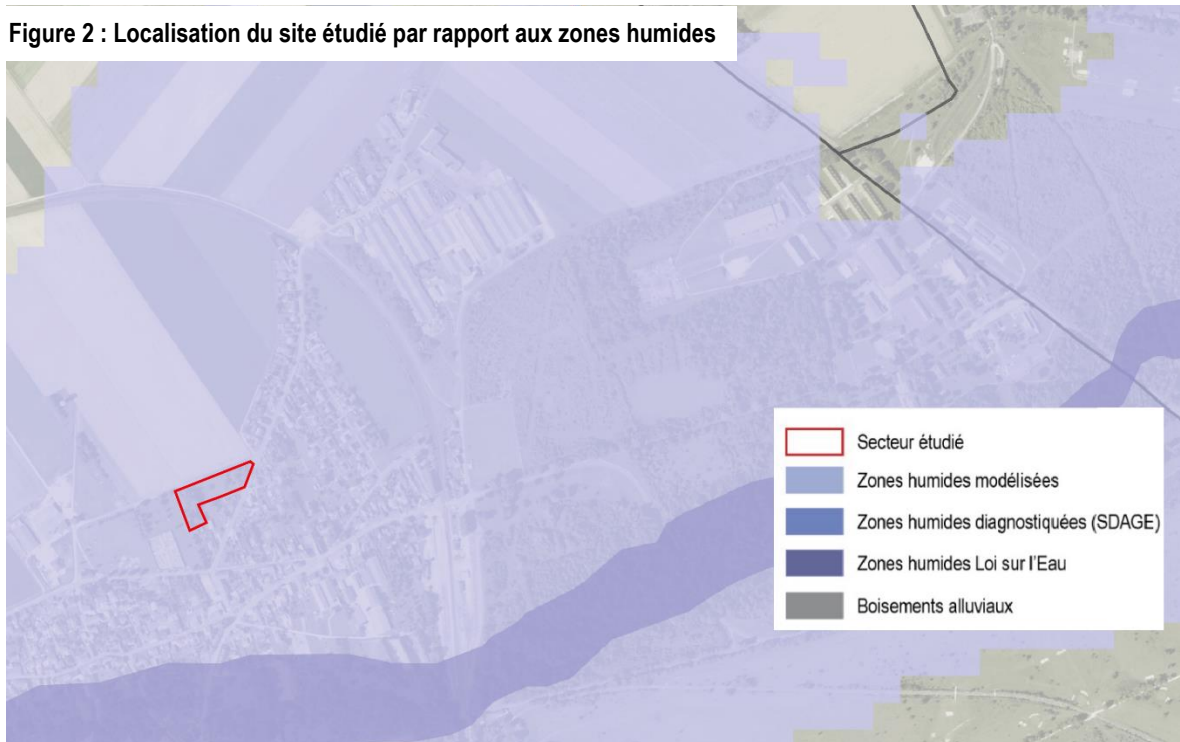 Figure 2 : Localisation du site étudié par rapport aux zones humides
Secteur étudié
Zones humides modélisées
Zones humides diagnostiquées (SDAGE)
Zones humides Loi sur l'Eau
Boisements alluviaux